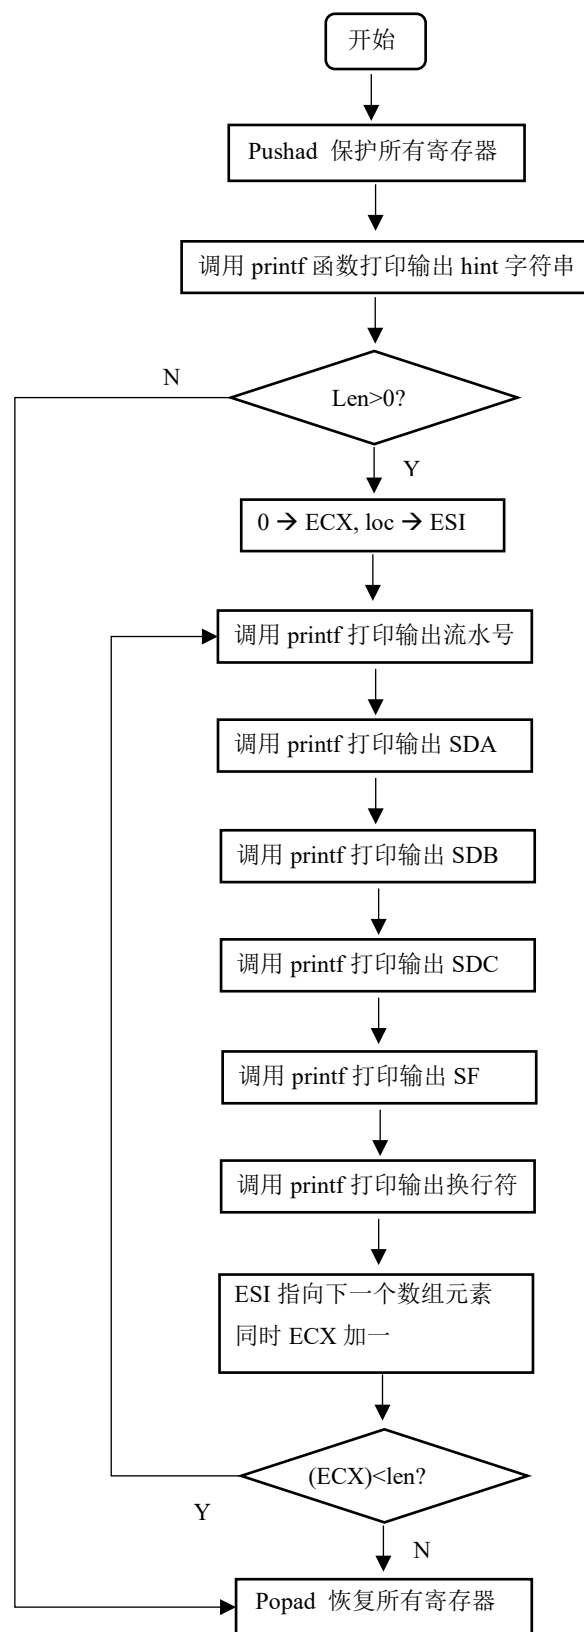 开始
Pushad 保护所有寄存器
调用 printf 函数打印输出 hint 字符串
N
Len>0?
Y
0 → ECX, loc → ESI
调用 printf 打印输出流水号
调用 printf 打印输出 SDA
调用 printf 打印输出 SDB
调用 printf 打印输出 SDC
调用 printf 打印输出 SF
调用 printf 打印输出换行符
ESI 指向下一个数组元素
同时 ECX 加一
(ECX)<len?
Y
N
Popad 恢复所有寄存器